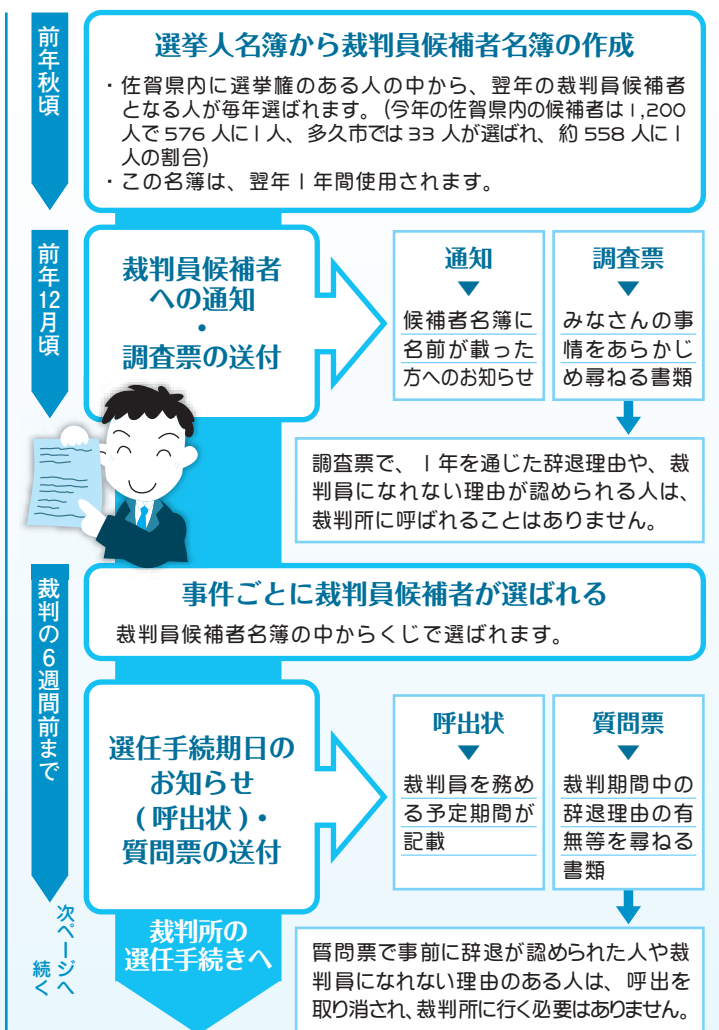 前年秋頃
選挙人名簿から裁判員候補者名簿の作成
・佐賀県内に選挙権のある人の中から、翌年の裁判員候補者
となる人が毎年選ばれます。(今年の佐賀県内の候補者は1,200
人で576人に1人、多久市では33人が選ばれ、約558人に1
人の割合)
・この名簿は、翌年1年間使用されます。
前年12月頃
裁判員候補者
への通知
・
調査票の送付
通知
▼
候補者名簿に
名前が載った
方へのお知らせ
調査票
▼
みなさんの事
情をあらかじ
め尋ねる書類
調査票で、1年を通じた辞退理由や、裁
判員になれない理由が認められる人は、
裁判所に呼ばれることはありません。
裁判の6週間前まで
事件ごとに裁判員候補者が選ばれる
裁判員候補者名簿の中からくじで選ばれます。
選任手続期日の
お知らせ
(呼出状)・
質問票の送付
呼出状
▼
裁判員を務め
る予定期間が
記載
質問票
▼
裁判期間中の
辞退理由の有
無等を尋ねる
書類
質問票で事前に辞退が認められた人や裁
判員になれない理由のある人は、呼出を
取り消され、裁判所に行く必要はありません。
裁判所の
選任手続きへ
次ページへ
続く